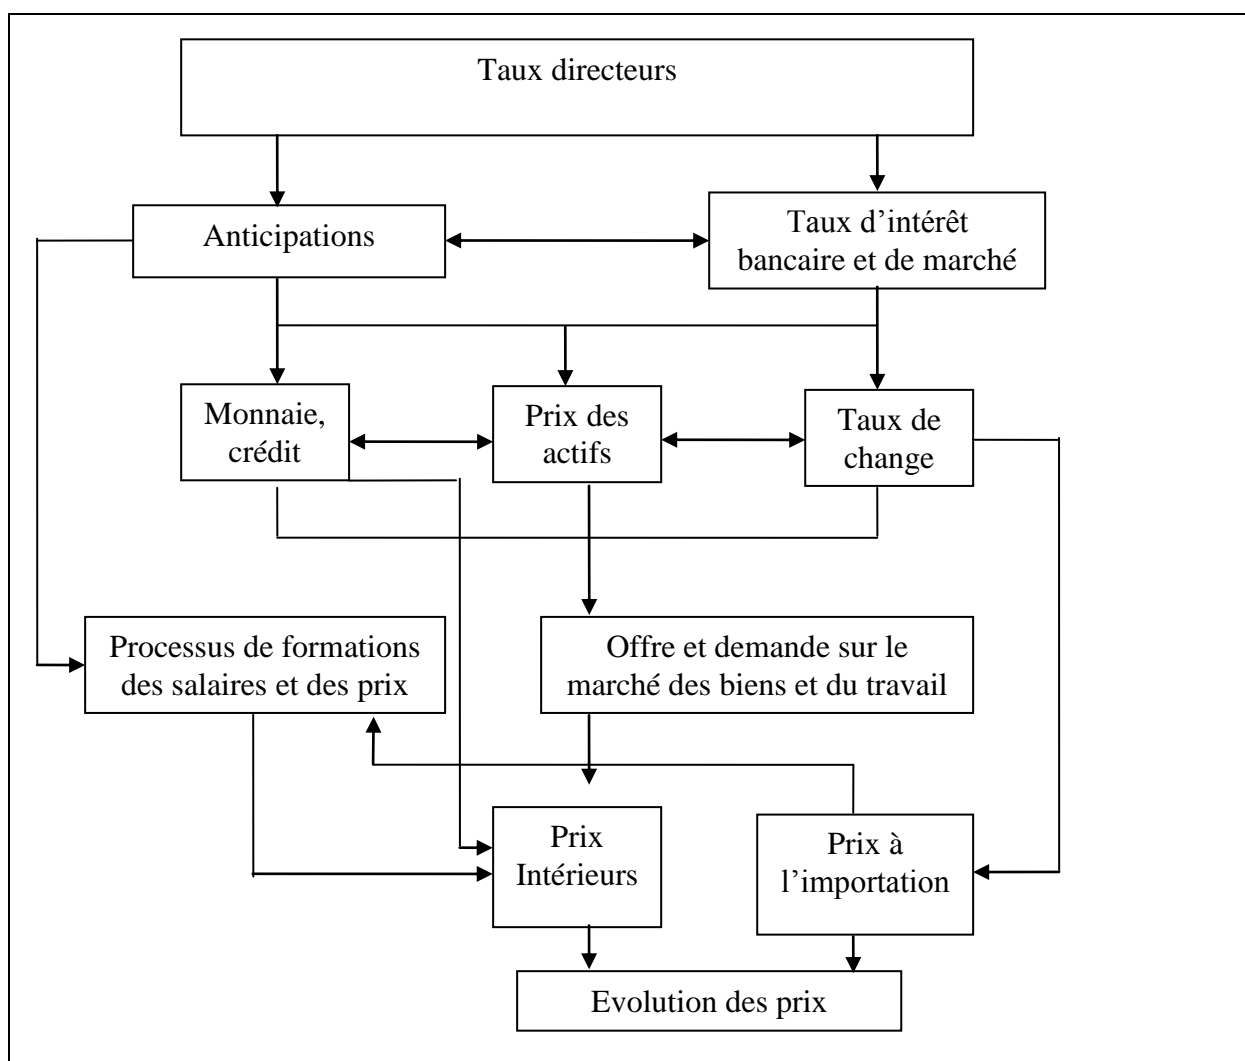 Taux directeurs
Anticipations
Taux d’intérêt
bancaire et de marché
Monnaie,
crédit
Prix des
actifs
Taux de
change
Processus de formations
des salaires et des prix
Offre et demande sur le
marché des biens et du travail
Prix
Intérieurs
Prix à
l’importation
Evolution des prix